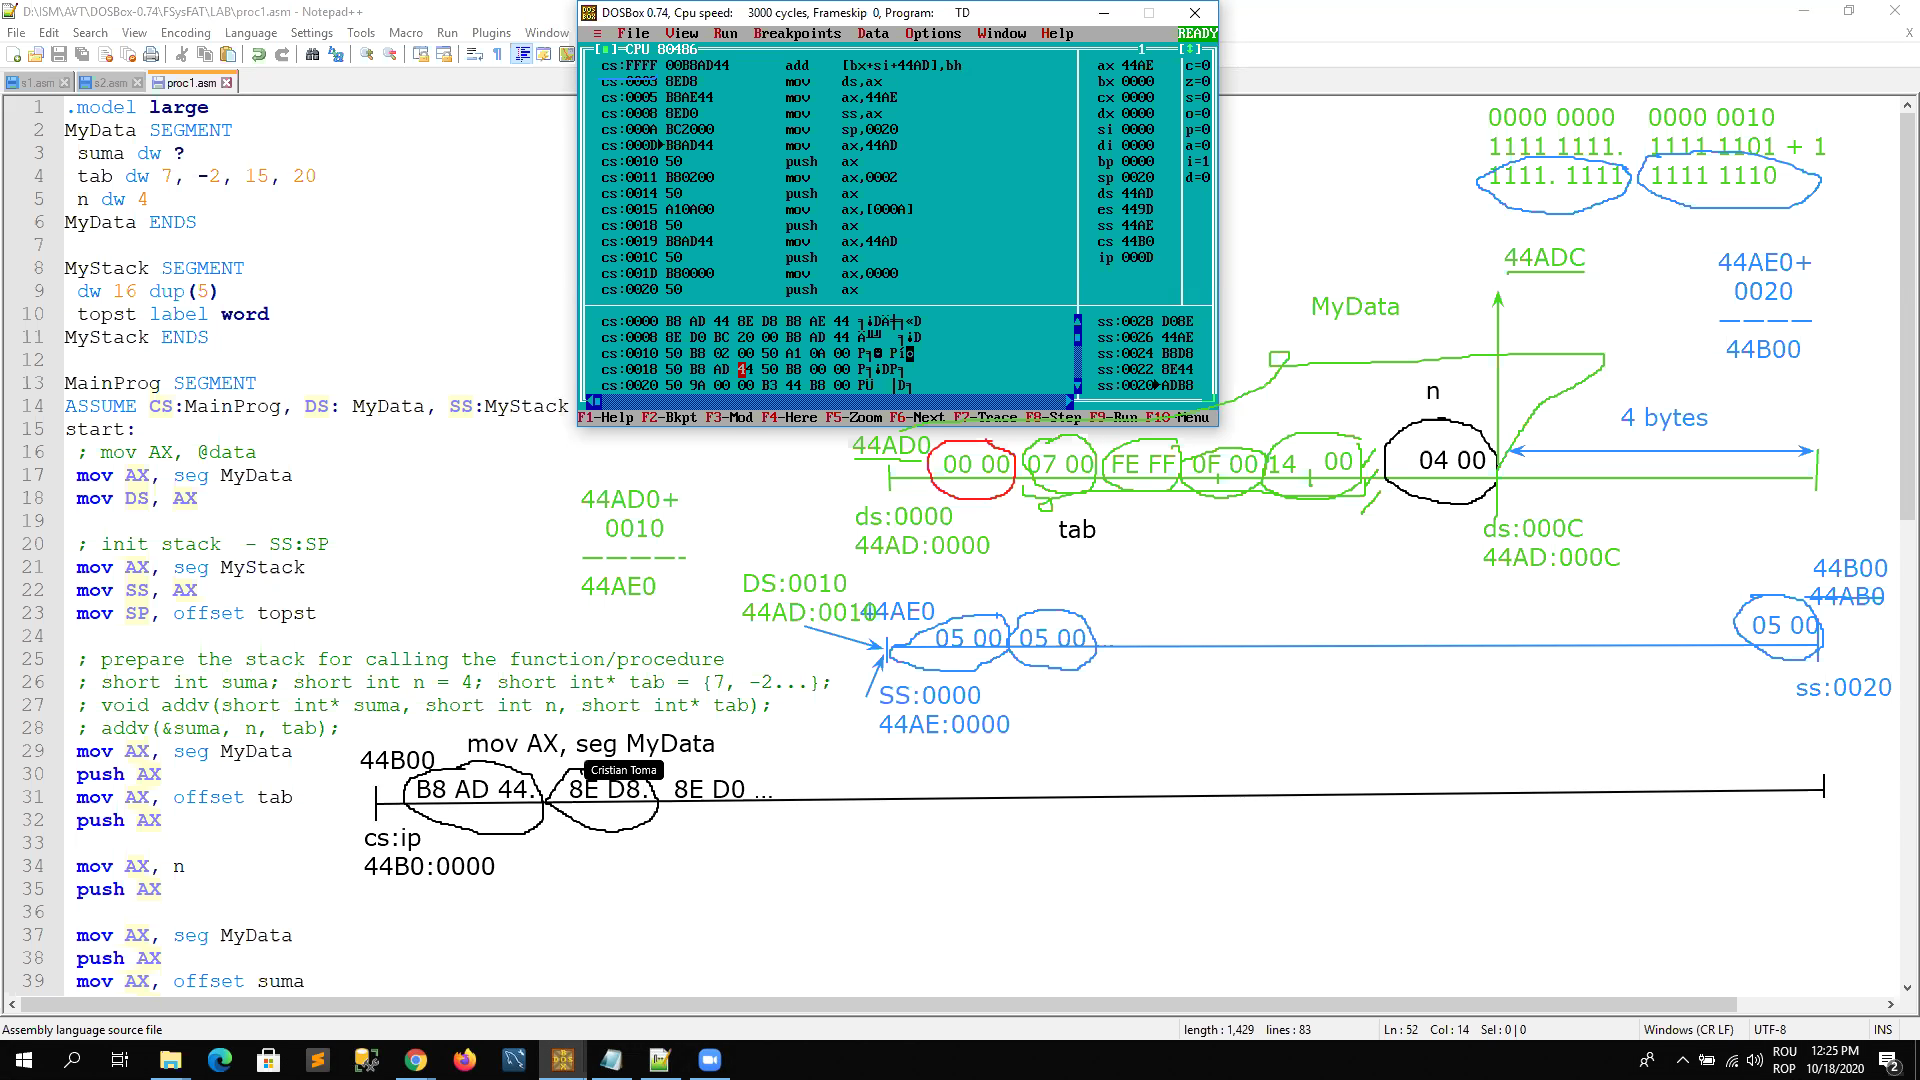 D:\ISM\AVT\DOSBox-0.74\FSysFAT\LAB\proc1.asm - Notepad++
File Edit Search View Encoding Language Settings Tools Macro Run Plugins Window
X
s1.asm s2.asm proc1.asm
1 .model large
2 MyData SEGMENT
3 suma dw ?
4 tab dw 7, -2, 15, 20
5 n dw 4
6 MyData ENDS
7
8 MyStack SEGMENT
9 dw 16 dup(5)
10 topst label word
11 MyStack ENDS
12
13 MainProg SEGMENT
14 ASSUME CS:MainProg, DS: MyData, SS:MyStack
15 start:
16 ; mov AX, @data
17 mov AX, seg MyData
18 mov DS, AX
19
20 ; init stack  - SS:SP
21 mov AX, seg MyStack
22 mov SS, AX
23 mov SP, offset topst
24
25 ; prepare the stack for calling the function/procedure
26 ; short int suma; short int n = 4; short int* tab = {7, -2...};
27 ; void addv(short int* suma, short int n, short int* tab);
28 ; addv(&suma, n, tab);
29 mov AX, seg MyData
30 push AX
31 mov AX, offset tab
32 push AX
33
34 mov AX, n
35 push AX
36
37 mov AX, seg MyData
38 push AX
39 mov AX, offset suma
DOSBox 0.74, Cpu speed: 3000 cycles, Frameskip 0, Program: TD
≡ File View Run Breakpoints Data Options Window Help READY
[■]=CPU 80486 1 [↕]
cs:FFFF 00B8AD44 add [bx+si+44AD],bh ax 44AE c=0
cs:0003 8ED8 mov ds,ax bx 0000 z=0
cs:0005 B8AE44 mov ax,44AE cx 0000 s=0
cs:0008 8ED0 mov ss,ax dx 0000 o=0
cs:000A BC2000 mov sp,0020 si 0000 p=0
cs:000D►B8AD44 mov ax,44AD di 0000 a=0
cs:0010 50 push ax bp 0000 i=1
cs:0011 B80200 mov ax,0002 sp 0020 d=0
cs:0014 50 push ax ds 44AD
cs:0015 A10A00 mov ax,[000A] es 449D
cs:0018 50 push ax ss 44AE
cs:0019 B8AD44 mov ax,44AD cs 44B0
cs:001C 50 push ax ip 000D
cs:001D B80000 mov ax,0000
cs:0020 50 push ax
cs:0000 B8 AD 44 8E D8 B8 AE 44 ss:0028 D08E
cs:0008 8E D0 BC 20 00 B8 AD 44 ss:0026 44AE
cs:0010 50 B8 02 00 50 A1 0A 00 ss:0024 B8D8
cs:0018 50 B8 AD 44 50 B8 00 00 ss:0022 8E44
cs:0020 50 9A 00 00 B3 44 B8 00 ss:0020►ADB8
F1-Help F2-Bkpt F3-Mod F4-Here F5-Zoom F6-Next F7-Trace F8-Step F9-Run F10-Menu
0000 0000 0000 0010
1111 1111. 1111 1101 + 1
1111. 1111 1111 1110
44ADC
44AE0+
0020
— — — — -
44B00
MyData
n
4 bytes
44AD0
00 00 07 00 FE FF 0F 00 14 00 04 00
ds:0000
44AD:0000
tab
ds:000C
44AD:000C
44AD0+
0010
— — — — -
44AE0
DS:0010
44AD:0010
44AE0
05 00 05 00 ...
44B00
44AB0
05 00
SS:0000
44AE:0000
ss:0020
mov AX, seg MyData
44B00
Cristian Toma
B8 AD 44. 8E D8. 8E D0 ...
cs:ip
44B0:0000
Assembly language source file length : 1,429 lines : 83 Ln : 52 Col : 14 Sel : 0 | 0 Windows (CR LF) UTF-8 INS
ROU
ROP
12:25 PM
10/18/2020
2